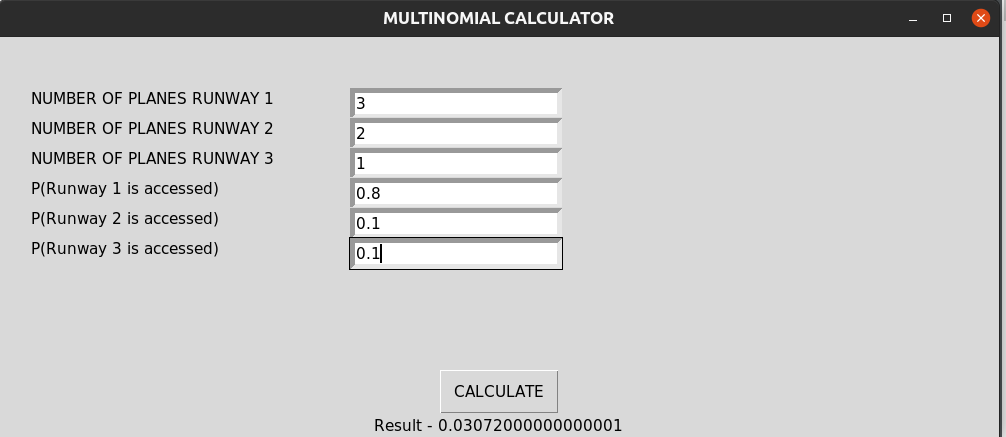 MULTINOMIAL CALCULATOR
NUMBER OF PLANES RUNWAY 1 3
NUMBER OF PLANES RUNWAY 2 2
NUMBER OF PLANES RUNWAY 3 1
P(Runway 1 is accessed) 0.8
P(Runway 2 is accessed) 0.1
P(Runway 3 is accessed) 0.1
CALCULATE
Result - 0.03072000000000001